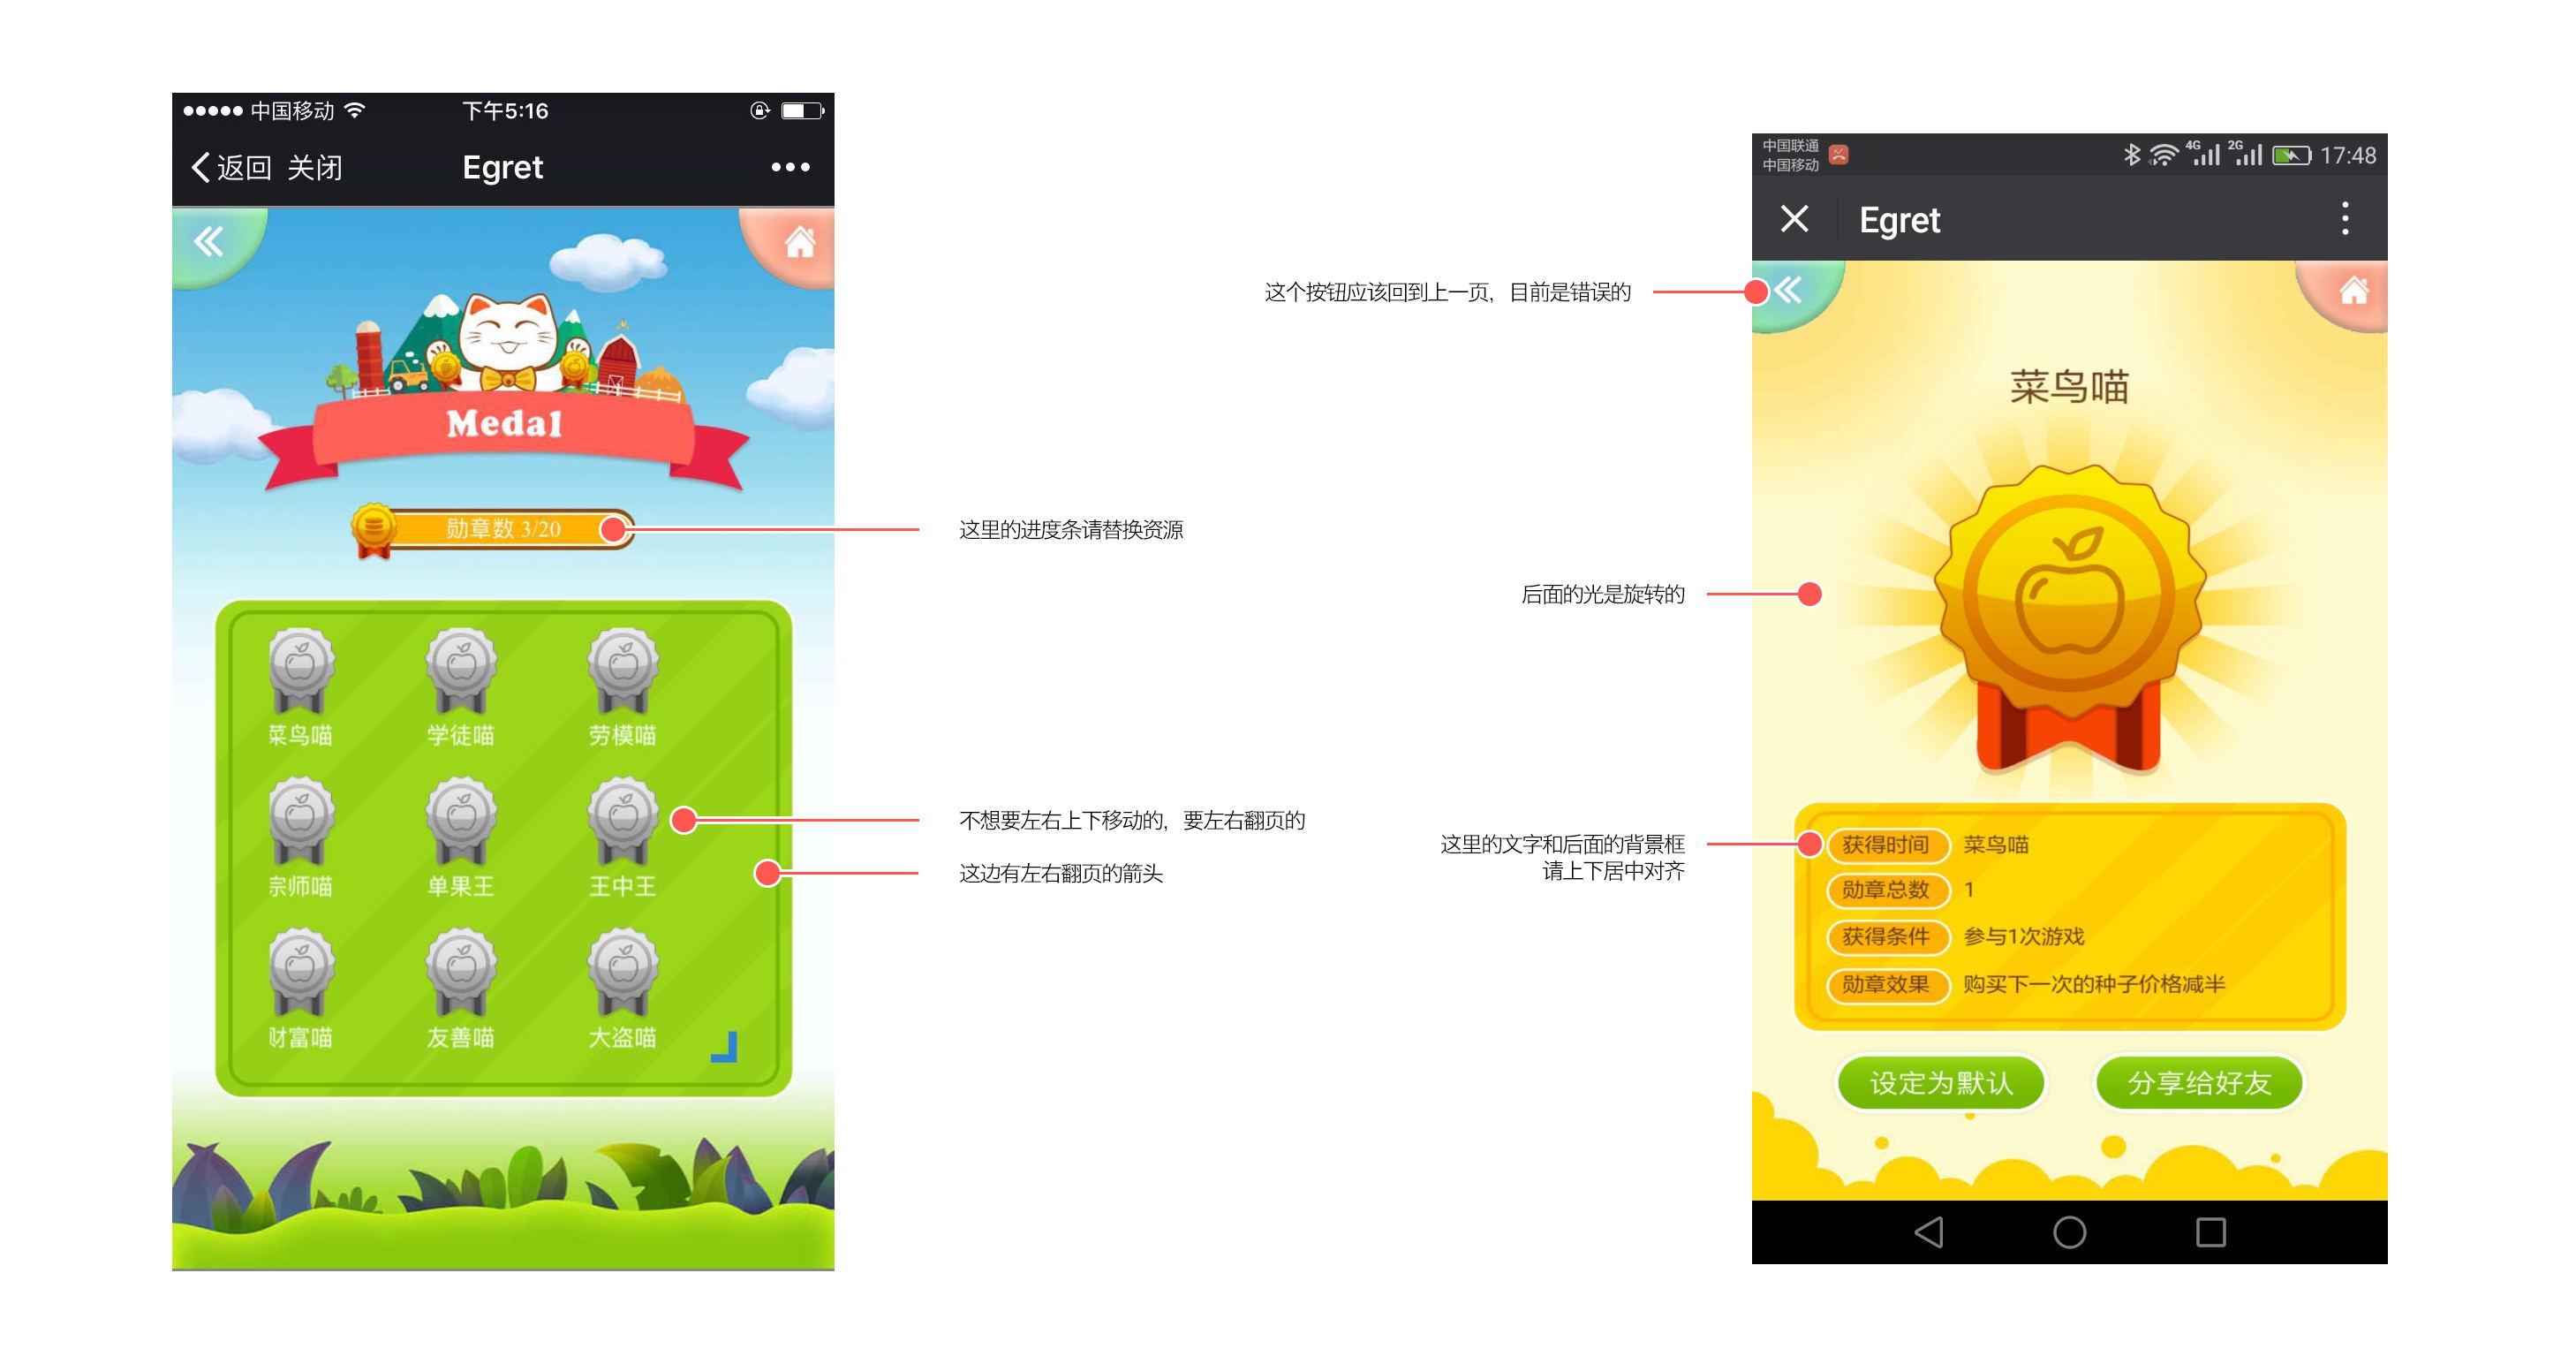 中国移动
下午5:16
返回 关闭
Egret
Medal
勋章数 3/20
菜鸟喵
学徒喵
劳模喵
宗师喵
单果王
王中王
财富喵
友善喵
大盗喵
这里的进度条请替换资源
不想要左右上下移动的，要左右翻页的
这边有左右翻页的箭头
这个按钮应该回到上一页，目前是错误的
后面的光是旋转的
这里的文字和后面的背景框
请上下居中对齐
中国联通
中国移动
4G
2G
17:48
Egret
菜鸟喵
获得时间 菜鸟喵
勋章总数 1
获得条件 参与1次游戏
勋章效果 购买下一次的种子价格减半
设定为默认
分享给好友